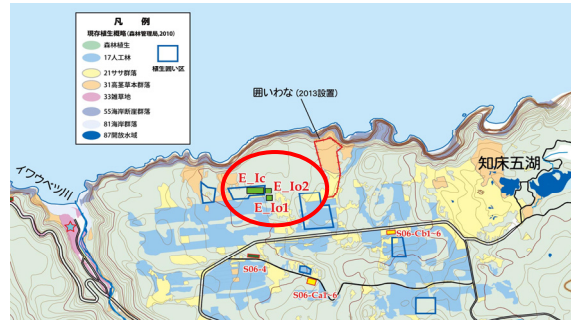 凡 例
現存植生概略(森林管理局,2010)
森林植生
17人工林
21ササ群落
31高茎草本群落
33雑草地
55海岸断崖群落
81海岸群落
87開放水域
植生囲い区
囲いわな(2013設置)
知床五湖
イワウベツ川
E_Ic
E_Io2
E_Io1
S06-Cb1~6
S06-4
S06-Ca1~6